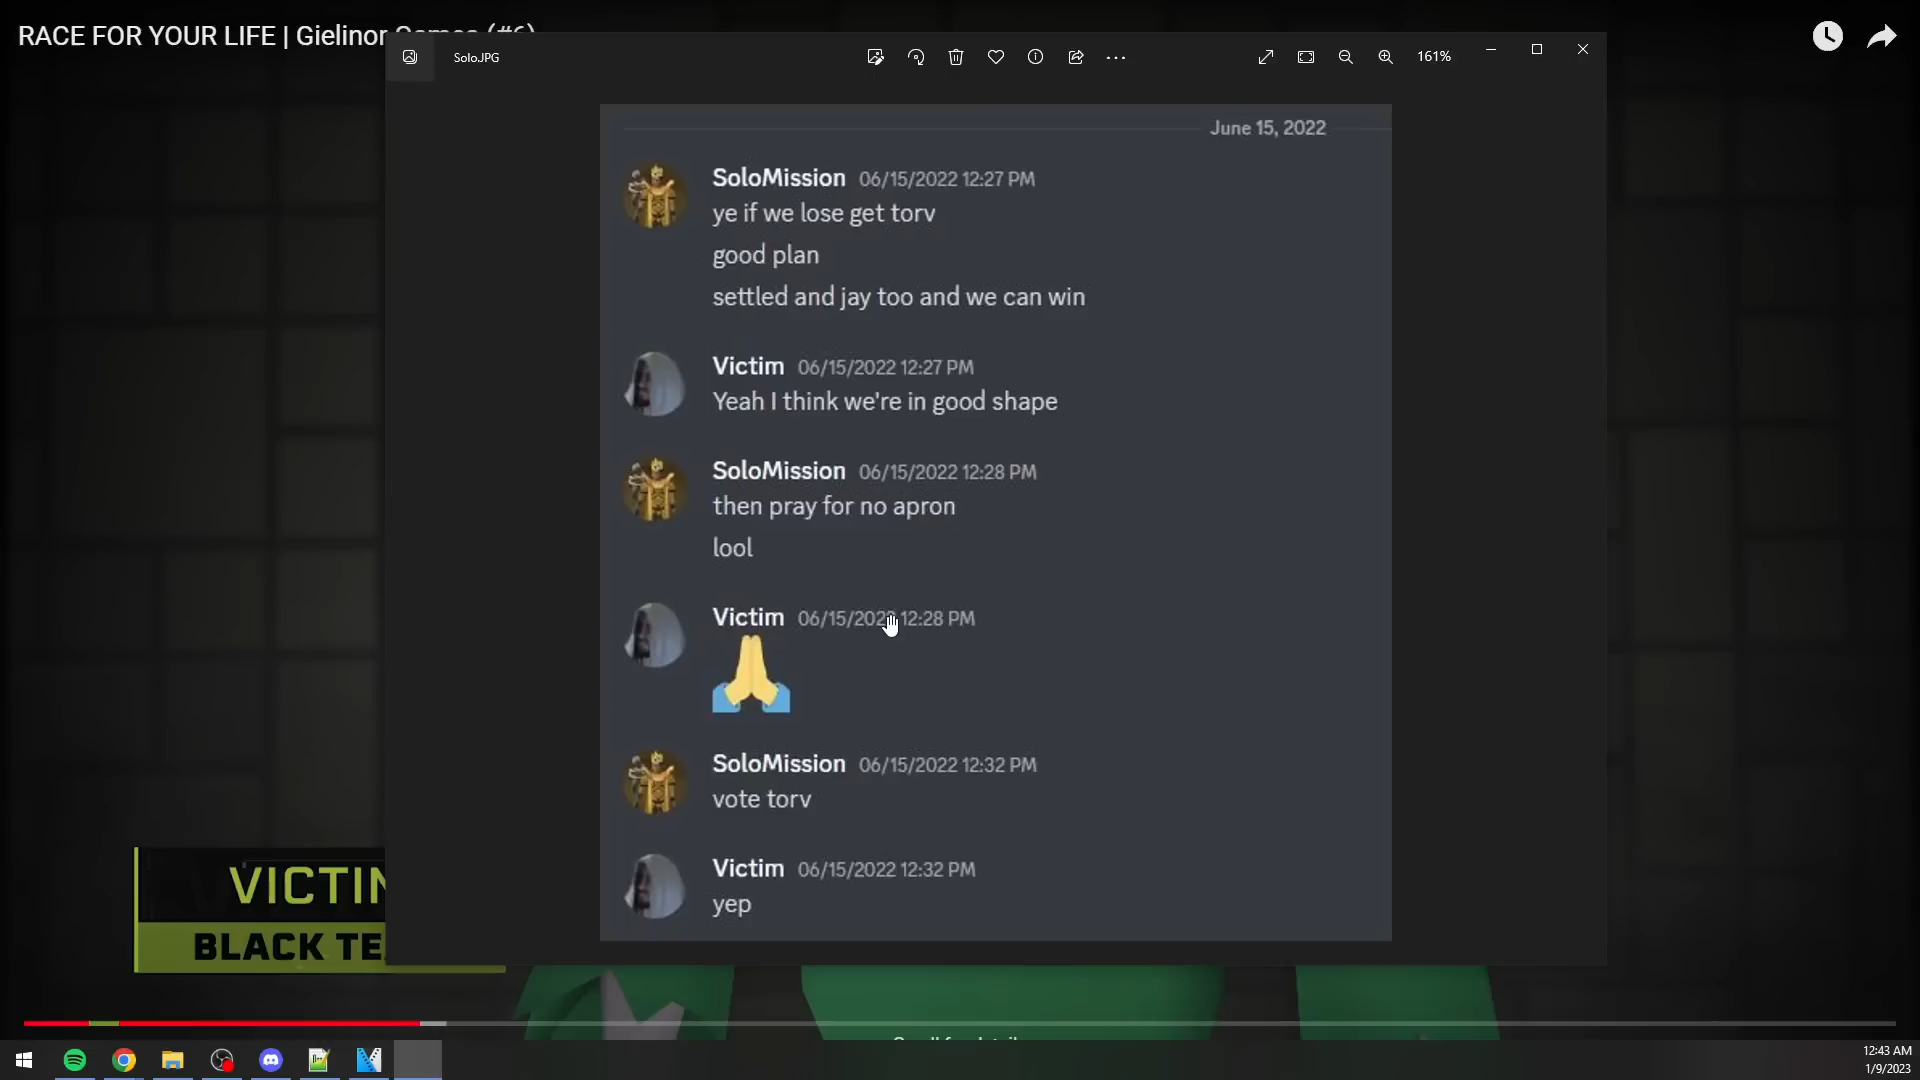 RACE FOR YOUR LIFE | Gielinor
Solo.JPG
161%
June 15, 2022
SoloMission 06/15/2022 12:27 PM
ye if we lose get torv
good plan
settled and jay too and we can win
Victim 06/15/2022 12:27 PM
Yeah I think we're in good shape
SoloMission 06/15/2022 12:28 PM
then pray for no apron
lool
Victim 06/15/2022 12:28 PM
SoloMission 06/15/2022 12:32 PM
vote torv
Victim 06/15/2022 12:32 PM
yep
VICTIM
BLACK TE
12:43 AM
1/9/2023